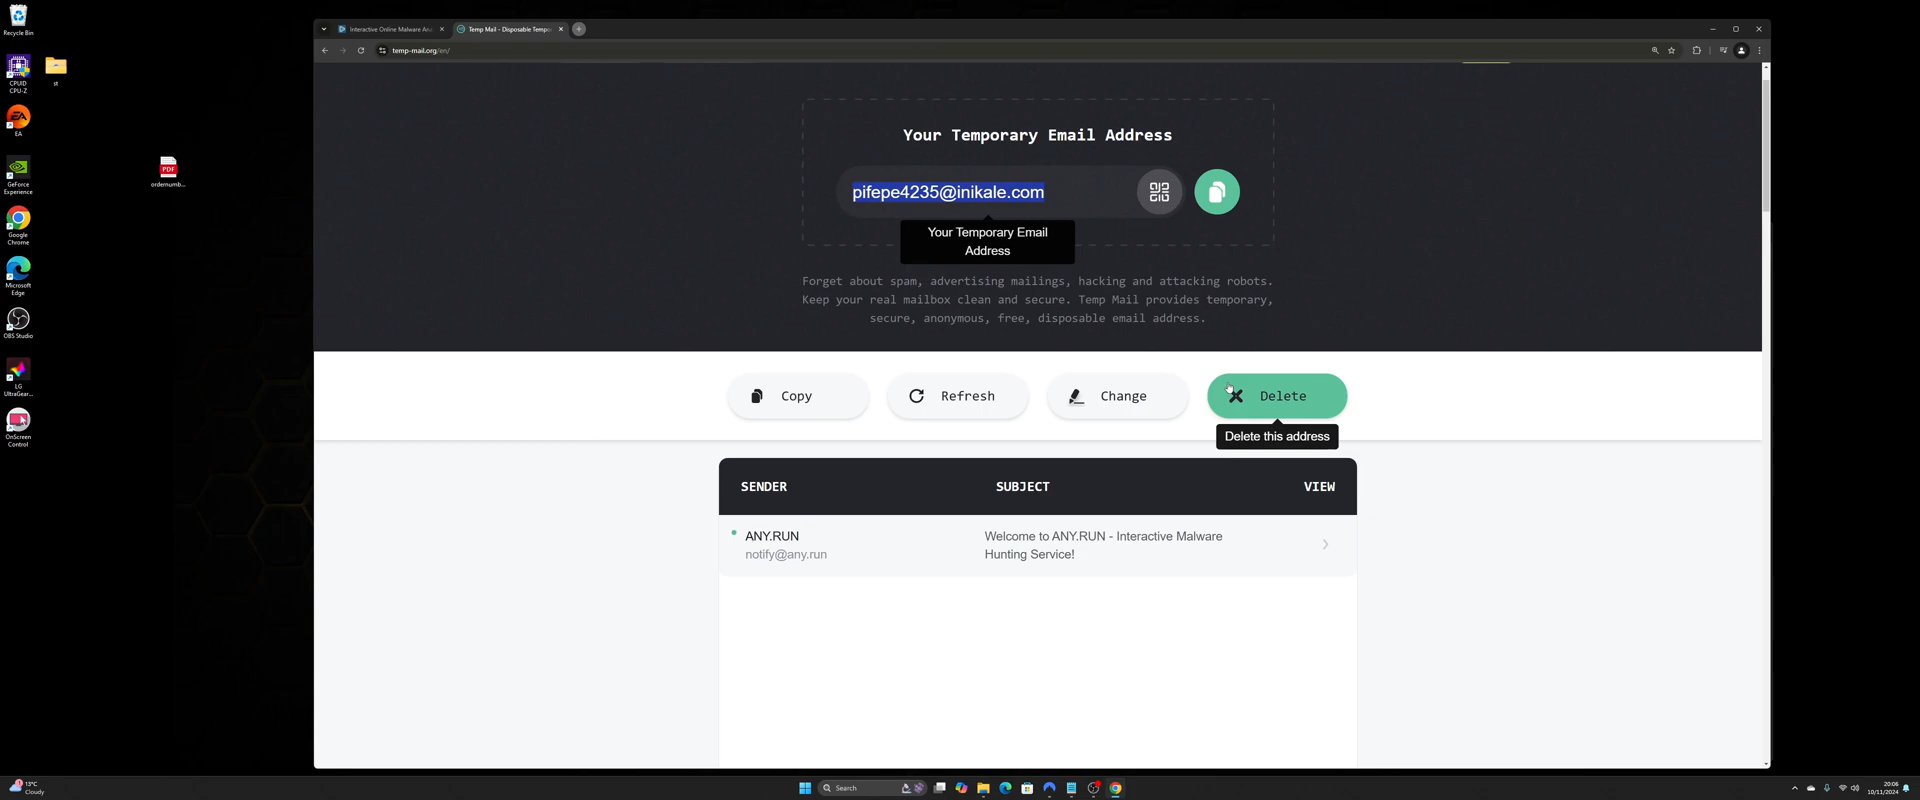 Recycle Bin
CPUID
CPU-Z
st
EA
PDF
ordernumb...
GeForce
Experience
Google
Chrome
Microsoft
Edge
OBS Studio
LG
UltraGear...
OnScreen
Control
Interactive Online Malware Ana
Temp Mail - Disposable Tempo
temp-mail.org/en/
Your Temporary Email Address
pifepe4235@inikale.com
Your Temporary Email
Address
Forget about spam, advertising mailings, hacking and attacking robots.
Keep your real mailbox clean and secure. Temp Mail provides temporary,
secure, anonymous, free, disposable email address.
Copy
Refresh
Change
Delete
Delete this address
SENDER
SUBJECT
VIEW
ANY.RUN
notify@any.run
Welcome to ANY.RUN - Interactive Malware
Hunting Service!
1
13°C
Cloudy
Search
20:06
10/11/2024